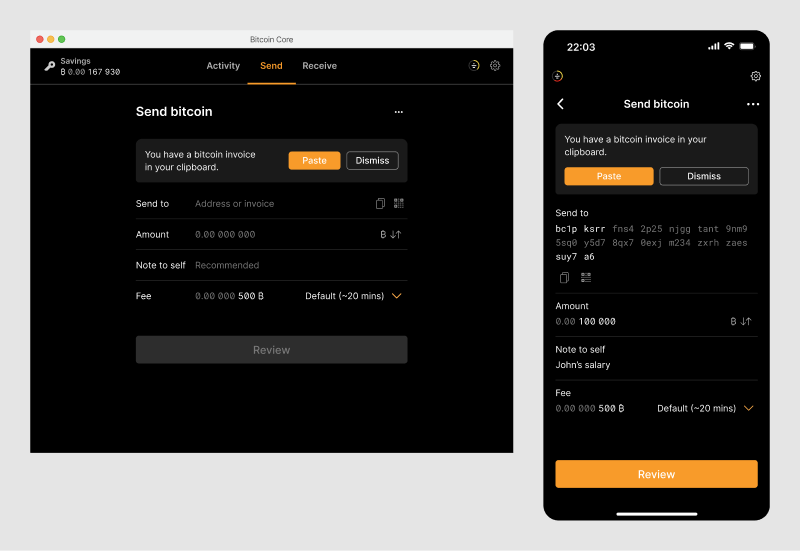 Bitcoin Core
Savings
₿ 0.00 167 930
Activity
Send
Receive
Send bitcoin
You have a bitcoin invoice
in your clipboard.
Paste
Dismiss
Send to
Address or invoice
Amount
0.00 000 000
₿
Note to self
Recommended
Fee
0.00 000 500 ₿
Default (~20 mins)
Review
22:03
Send bitcoin
You have a bitcoin invoice in your
clipboard.
Paste
Dismiss
Send to
bc1p ksrr fns4 2p25 njgg tant 9nm9
5sq0 y5d7 8qx7 0exj m234 zxrh zaes
suy7 a6
Amount
0.00 100 000
₿
Note to self
John's salary
Fee
0.00 000 500 ₿
Default (~20 mins)
Review